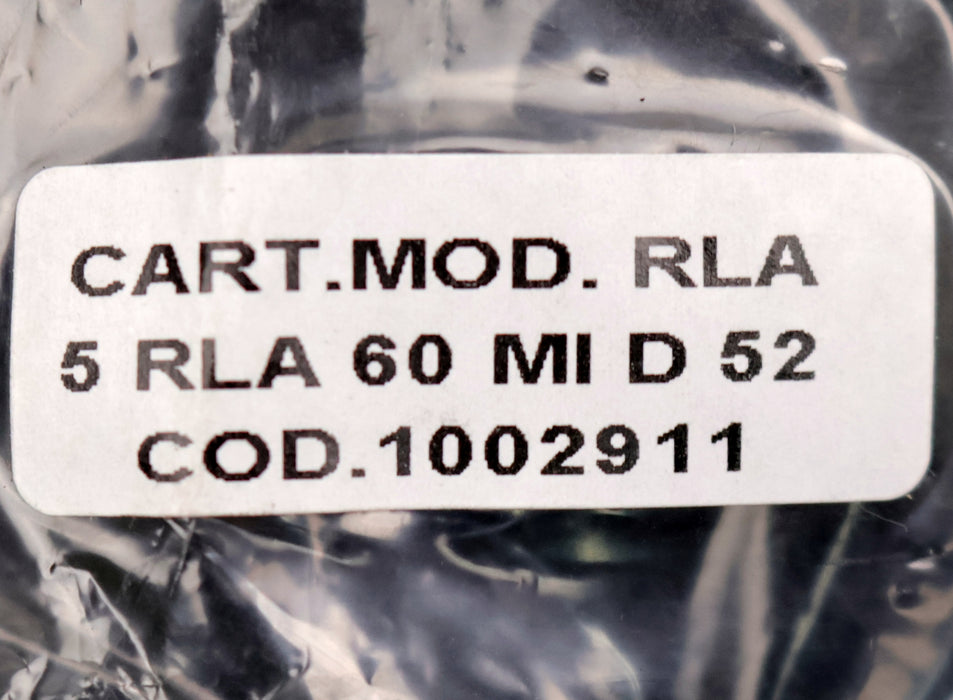 CART.MOD. RLA
5 RLA 60 MI D 52
COD.1002911